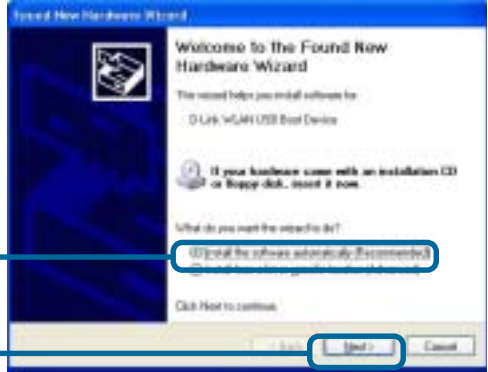 Found New Hardware Wizard
Welcome to the Found New
Hardware Wizard
This wizard helps you install software for:
D-Link WLAN USB Boot Device
If your hardware came with an installation CD
or floppy disk, insert it now.
What do you want the wizard to do?
Install the software automatically (Recommended)
Click Next to continue.
< Back
Next >
Cancel